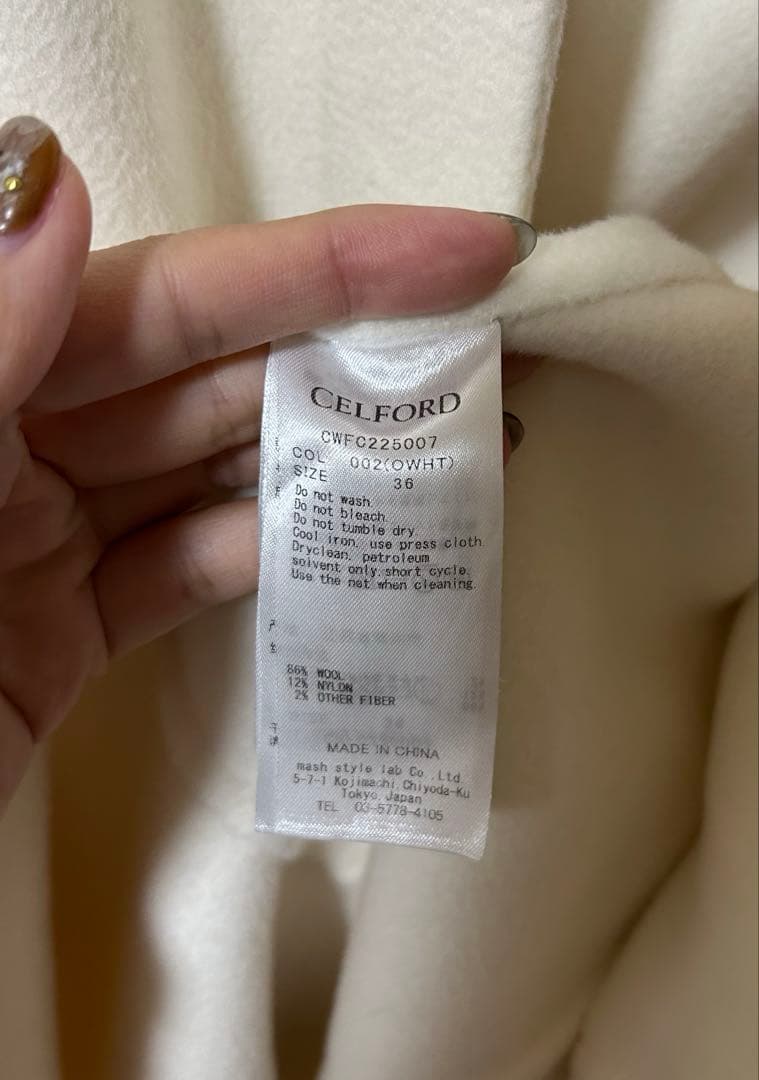 CELFORD
CWFC225007
COL 002(OWHT)
SIZE 36
Do not wash.
Do not bleach.
Do not tumble dry.
Cool iron. use press cloth.
Dryclean, petroleum
solvent only. short cycle.
Use the net when cleaning.
86% WOOL
12% NYLON
2% OTHER FIBER
MADE IN CHINA
mash style lab Co.,Ltd.
5-7-1 Kojimachi, Chiyoda-Ku
Tokyo, Japan
TEL 03-5778-4105